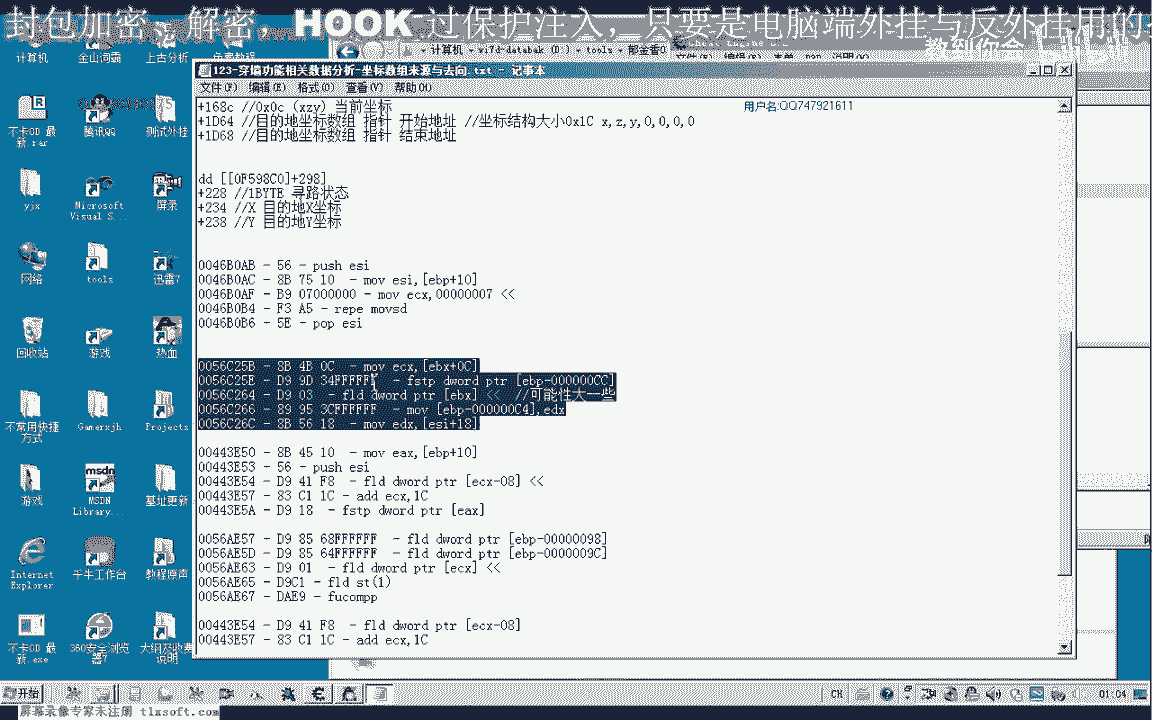 封包加密、解密，HOOK 过保护注入，只要是电脑端外挂与反外挂用的
教到你会
计算机
金山词霸
上古分析
免费教程
计算机 ▸ vi7d-databak (D:) ▸ tools ▸ 郁金香O
123-穿墙功能相关数据分析-坐标数组来源与去向.txt - 记事本
文件(F) 编辑(E) 格式(O) 查看(V) 帮助(H)
用户名:QQ747921611
+168c //0x0c (xzy) 当前坐标
+1D64 //目的地坐标数组 指针 开始地址 //坐标结构大小0x1C x,z,y,0,0,0,0
+1D68 //目的地坐标数组 指针 结束地址
dd [[0F598C0]+298]
+228 //1BYTE 寻路状态
+234 //X 目的地X坐标
+238 //Y 目的地Y坐标
0046B0AB - 56 - push esi
0046B0AC - 8B 75 10  - mov esi,[ebp+10]
0046B0AF - B9 07000000 - mov ecx,00000007 <<
0046B0B4 - F3 A5 - repe movsd
0046B0B6 - 5E - pop esi
0056C25B - 8B 4B 0C  - mov ecx,[ebx+0C]
0056C25E - D9 9D 34FFFFFF  - fstp dword ptr [ebp-000000CC]
0056C264 - D9 03  - fld dword ptr [ebx] <<  //可能性大一些
0056C266 - 89 95 3CFFFFFF  - mov [ebp-000000C4],edx
0056C26C - 8B 56 18  - mov edx,[esi+18]
00443E50 - 8B 45 10  - mov eax,[ebp+10]
00443E53 - 56 - push esi
00443E54 - D9 41 F8  - fld dword ptr [ecx-08] <<
00443E57 - 83 C1 1C - add ecx,1C
00443E5A - D9 18  - fstp dword ptr [eax]
0056AE57 - D9 85 68FFFFFF  - fld dword ptr [ebp-00000098]
0056AE5D - D9 85 64FFFFFF  - fld dword ptr [ebp-0000009C]
0056AE63 - D9 01  - fld dword ptr [ecx] <<
0056AE65 - D9C1 - fld st(1)
0056AE67 - DAE9 - fucompp
00443E54 - D9 41 F8  - fld dword ptr [ecx-08]
00443E57 - 83 C1 1C - add ecx,1C
不卡OD 最新.rar
腾讯QQ
测试外挂
yjx
Microsoft Visual S...
屏录
网络
tools
迅雷7
回收站
游戏
热血
不常用快捷方式
Gamerxjh
Projects
游戏
MSDN Library...
基址更新
Internet Explorer
千牛工作台
教程原声
不卡OD 最新.exe
360安全浏览器7
大纲及收费说明
开始
CH
01:04
屏幕录像专家未注册 tlxsoft.com